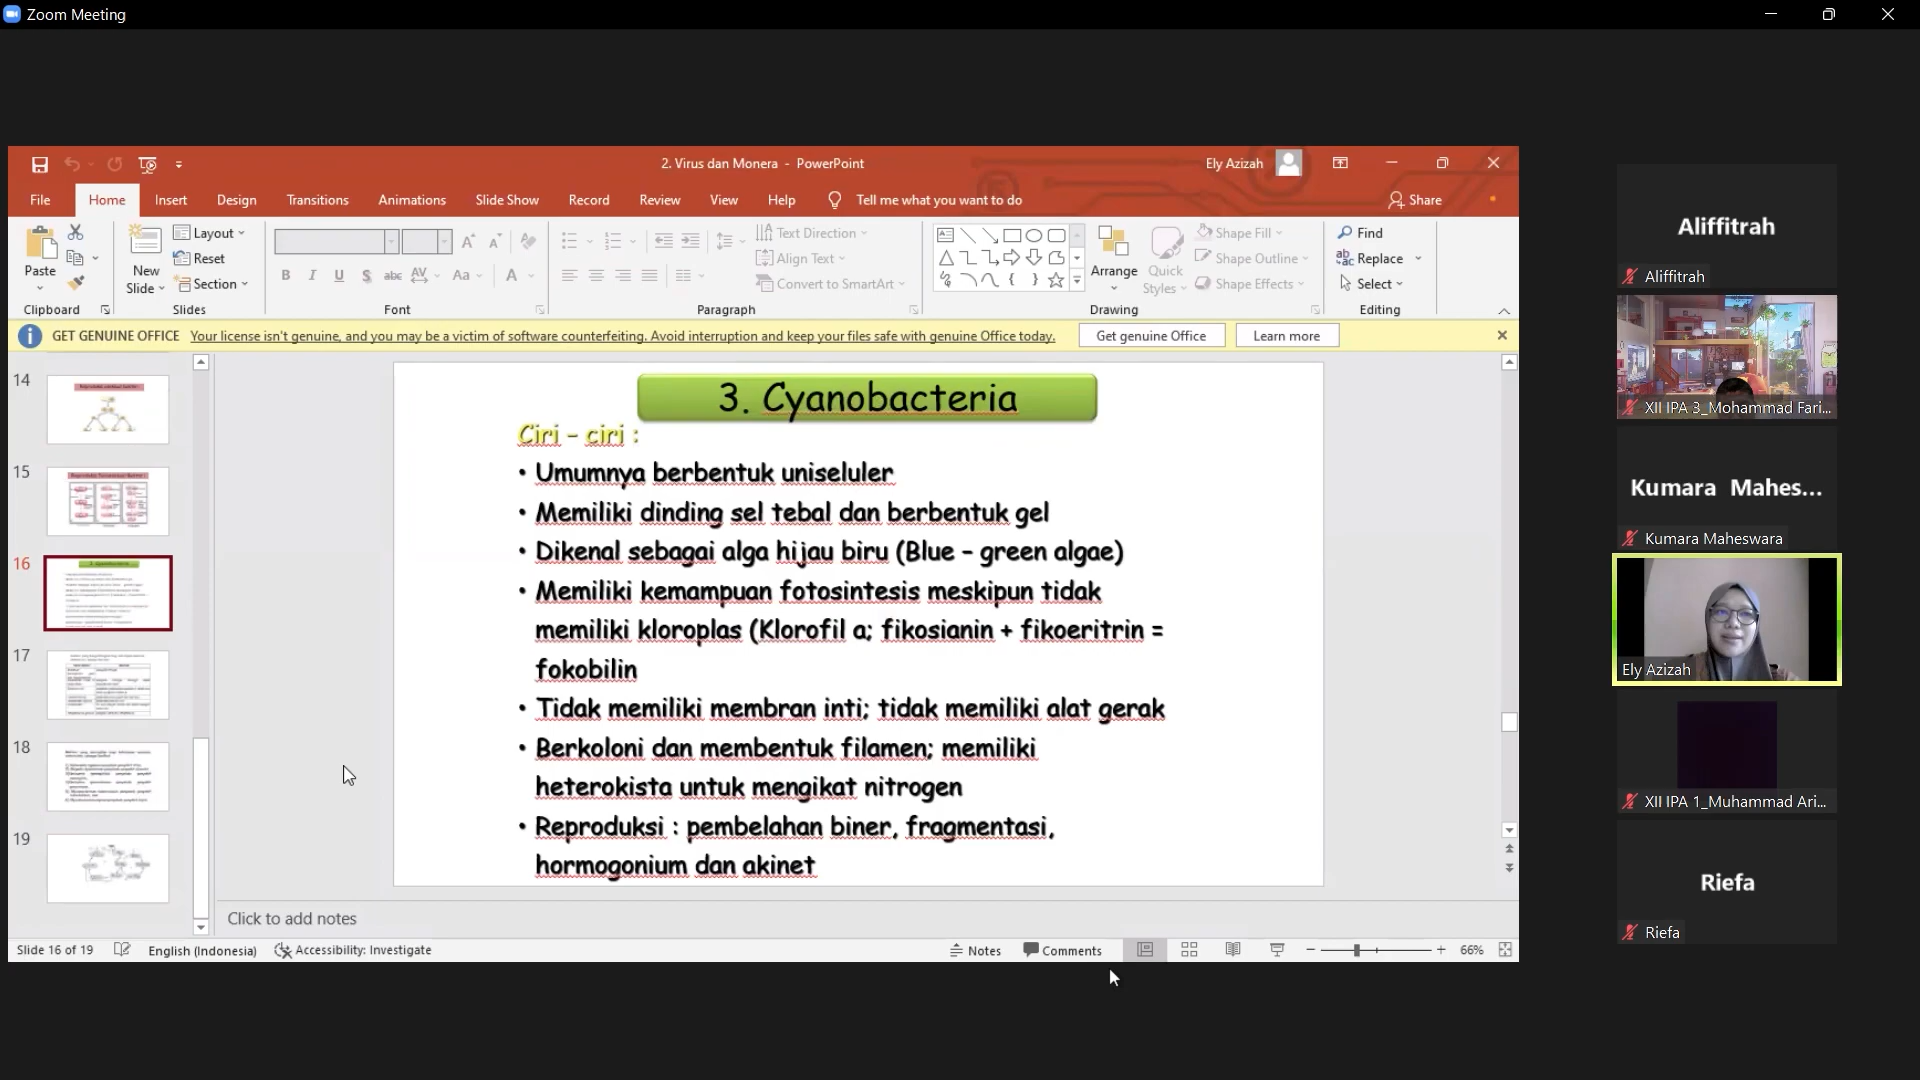 Zoom Meeting
2. Virus dan Monera - PowerPoint
Ely Azizah
File Home Insert Design Transitions Animations Slide Show Record Review View Help Tell me what you want to do Share
Paste
New Slide
Layout
Reset
Section
B I U S abc AV Aa A
Text Direction
Align Text
Convert to SmartArt
Arrange
Quick Styles
Shape Fill
Shape Outline
Shape Effects
Find
Replace
Select
Clipboard Slides Font Paragraph Drawing Editing
GET GENUINE OFFICE Your license isn't genuine, and you may be a victim of software counterfeiting. Avoid interruption and keep your files safe with genuine Office today. Get genuine Office Learn more
14
15
16
17
18
19
3. Cyanobacteria
Ciri - ciri :
• Umumnya berbentuk uniseluler
• Memiliki dinding sel tebal dan berbentuk gel
• Dikenal sebagai alga hijau biru (Blue - green algae)
• Memiliki kemampuan fotosintesis meskipun tidak
memiliki kloroplas (Klorofil a; fikosianin + fikoeritrin =
fokobilin
• Tidak memiliki membran inti; tidak memiliki alat gerak
• Berkoloni dan membentuk filamen; memiliki
heterokista untuk mengikat nitrogen
• Reproduksi : pembelahan biner, fragmentasi,
hormogonium dan akinet
Click to add notes
Slide 16 of 19 English (Indonesia) Accessibility: Investigate Notes Comments 66%
Aliffitrah
Aliffitrah
XII IPA 3_Mohammad Fari...
Kumara Mahes...
Kumara Maheswara
Ely Azizah
XII IPA 1_Muhammad Ari...
Riefa
Riefa